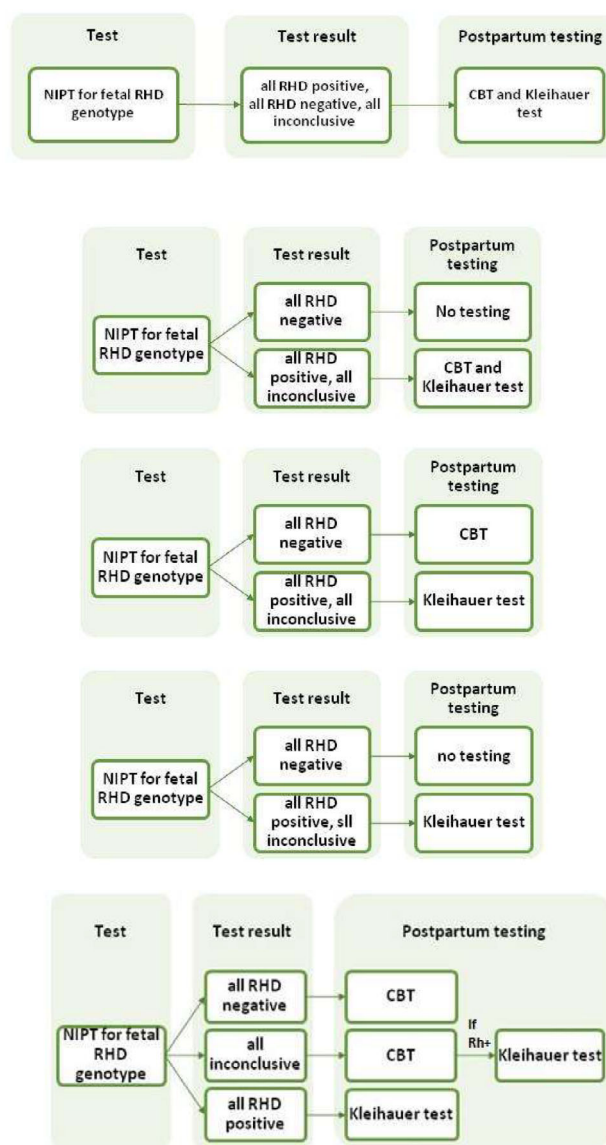 Test
Test result
Postpartum testing
NIPT for fetal RHD
genotype
all RHD positive,
all RHD negative, all
inconclusive
CBT and Kleihauer
test
Test
Test result
Postpartum
testing
NIPT for fetal
RHD genotype
all RHD
negative
No testing
all RHD
positive, all
inconclusive
CBT and
Kleihauer test
Test
Test result
Postpartum
testing
NIPT for fetal
RHD genotype
all RHD
negative
CBT
all RHD
positive, all
inconclusive
Kleihauer test
Test
Test result
Postpartum
testing
NIPT for fetal
RHD genotype
all RHD
negative
no testing
all RHD
positive, sll
inconclusive
Kleihauer test
Test
Test result
Postpartum testing
NIPT for fetal
RHD
genotype
all RHD
negative
CBT
all
inconclusive
CBT
If
Rh+
Kleihauer test
all RHD
positive
Kleihauer test